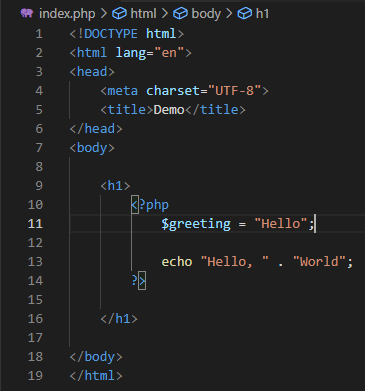 index.php > html > body > h1
1 <!DOCTYPE html>
2 <html lang="en">
3 <head>
4     <meta charset="UTF-8">
5     <title>Demo</title>
6 </head>
7 <body>
8
9     <h1>
10         <?php
11             $greeting = "Hello";
12
13             echo "Hello, " . "World";
14         ?>
15
16     </h1>
17
18 </body>
19 </html>